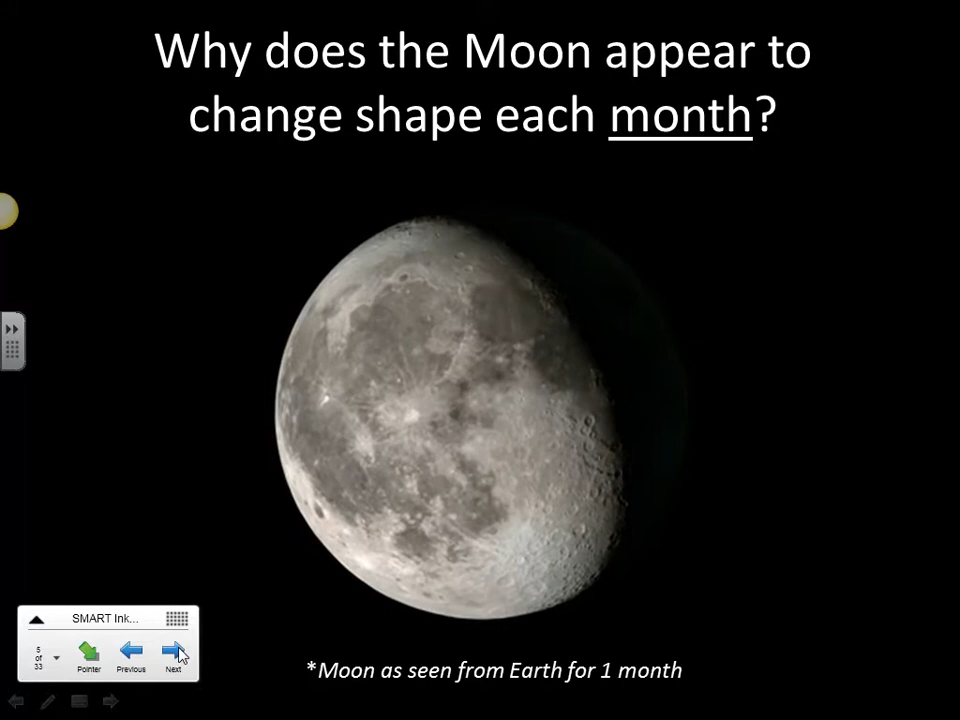 Why does the Moon appear to
change shape each month?
SMART Ink...
5
of
33
Pointer
Previous
Next
*Moon as seen from Earth for 1 month